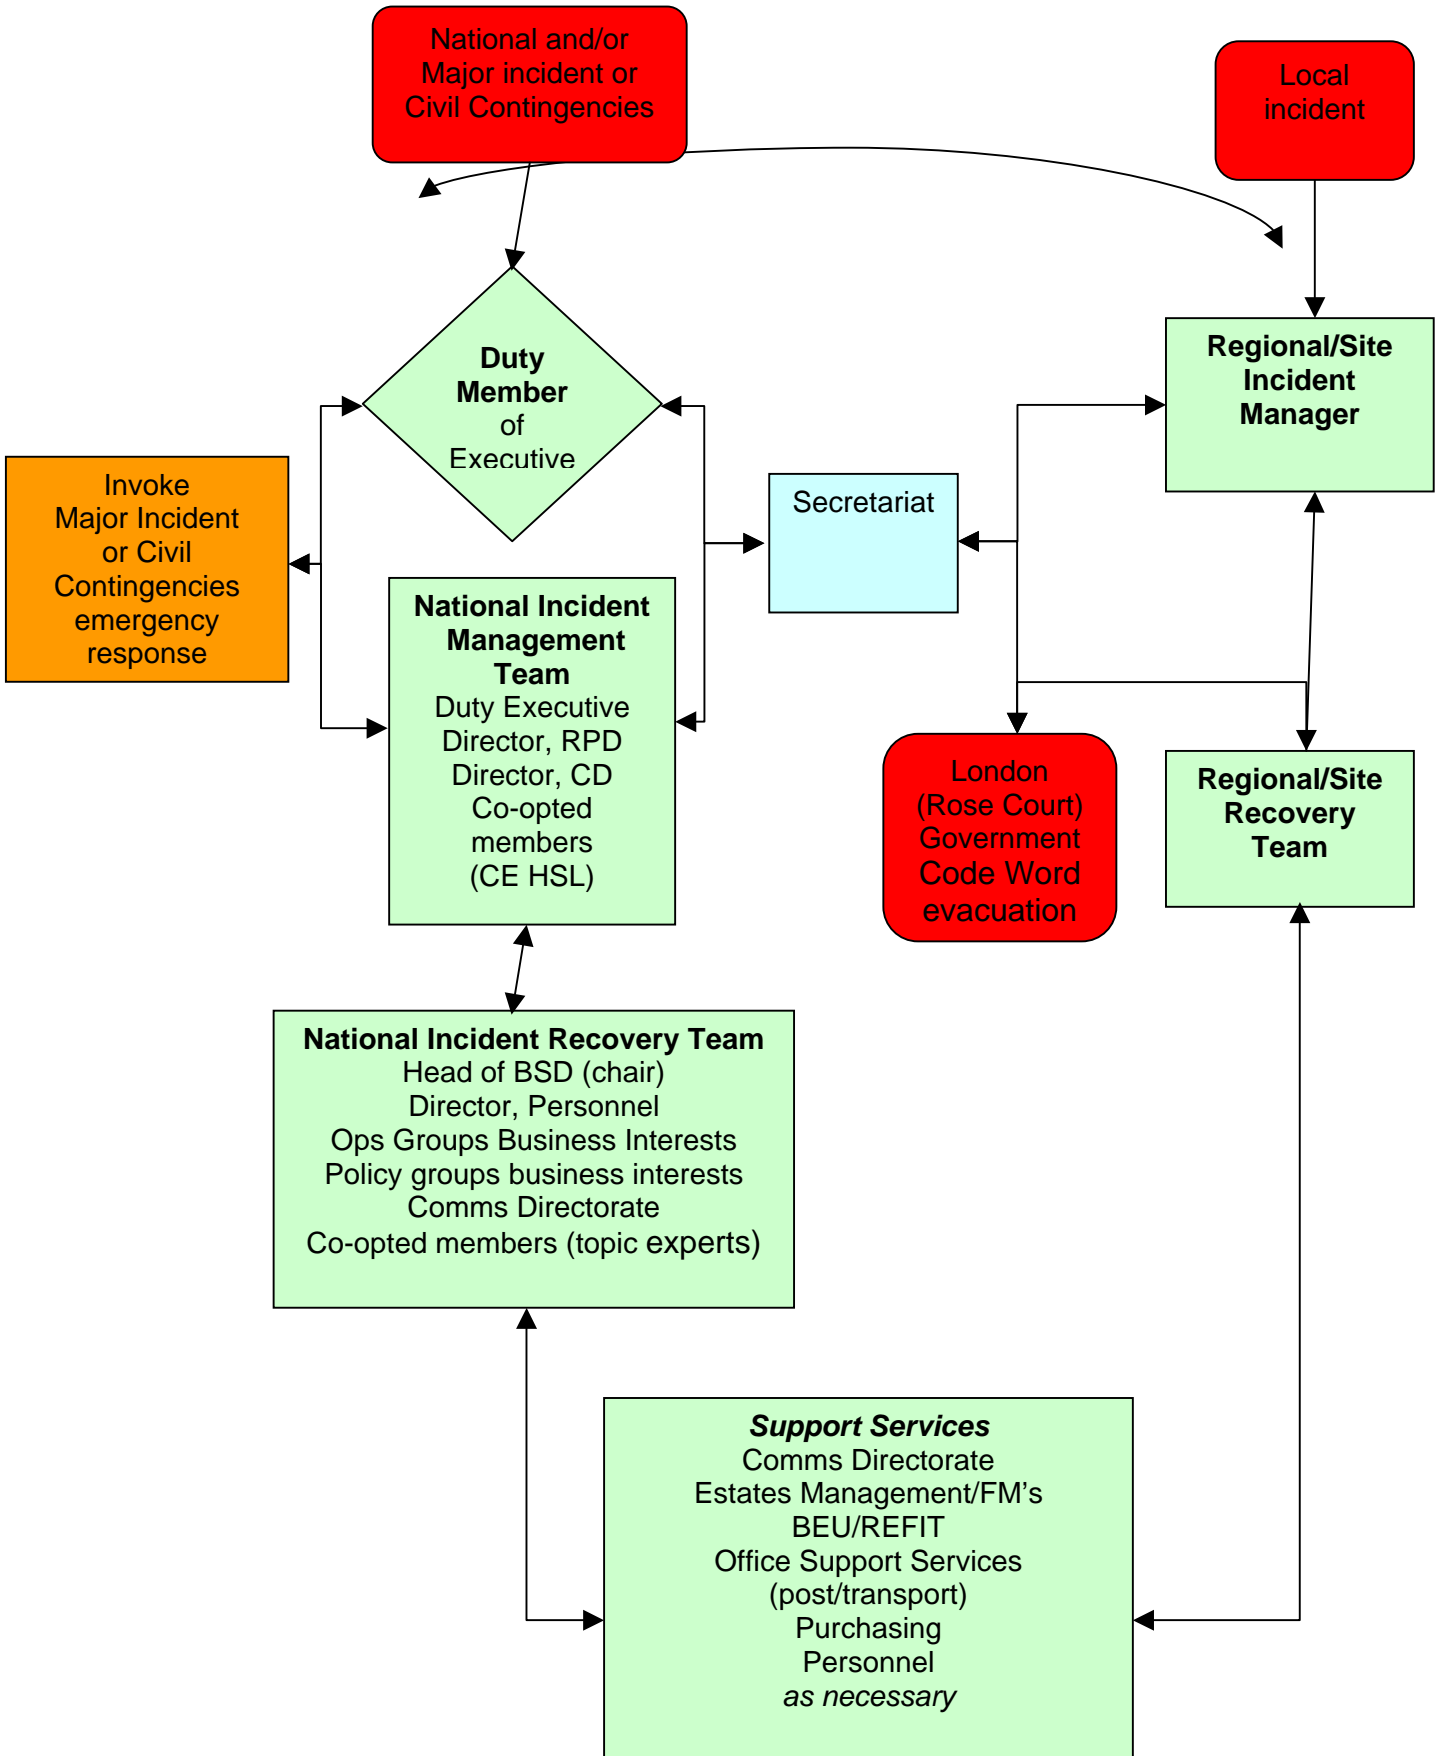 National and/or
Major incident or
Civil Contingencies
Local
incident
Duty
Member
of
Executive
Regional/Site
Incident
Manager
Invoke
Major Incident
or Civil
Contingencies
emergency
response
Secretariat
National Incident
Management
Team
Duty Executive
Director, RPD
Director, CD
Co-opted
members
(CE HSL)
London
(Rose Court)
Government
Code Word
evacuation
Regional/Site
Recovery
Team
National Incident Recovery Team
Head of BSD (chair)
Director, Personnel
Ops Groups Business Interests
Policy groups business interests
Comms Directorate
Co-opted members (topic experts)
Support Services
Comms Directorate
Estates Management/FM’s
BEU/REFIT
Office Support Services
(post/transport)
Purchasing
Personnel
as necessary